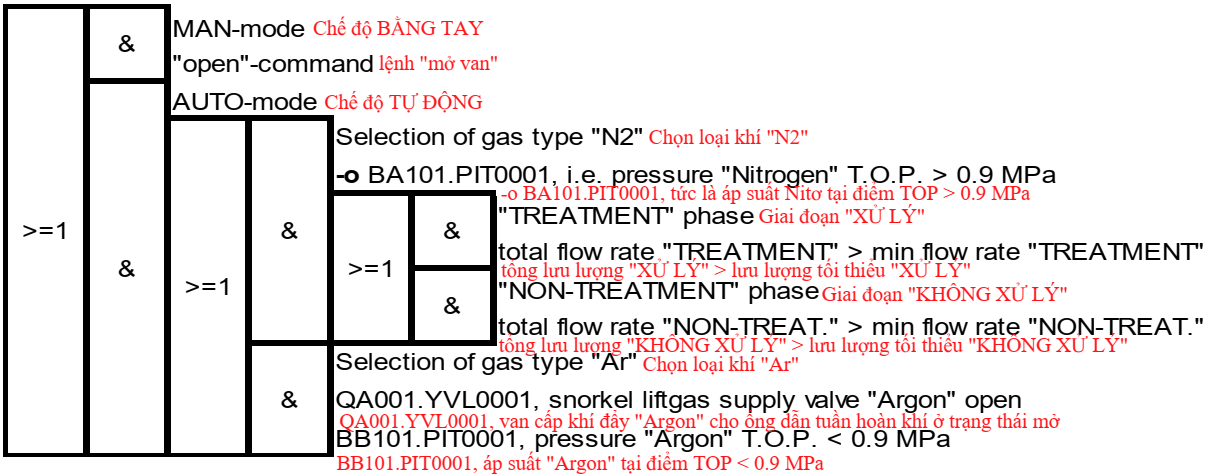 & MAN-mode Chế độ BẰNG TAY
"open"-command lệnh "mở van"
AUTO-mode Chế độ TỰ ĐỘNG
Selection of gas type "N2" Chọn loại khí "N2"
-o BA101.PIT0001, i.e. pressure "Nitrogen" T.O.P. > 0.9 MPa
-o BA101.PIT0001, tức là áp suất Nitơ tại điểm TOP > 0.9 MPa
"TREATMENT" phase Giai đoạn "XỬ LÝ"
>=1 & & total flow rate "TREATMENT" > min flow rate "TREATMENT"
tông lưu lượng "XỬ LÝ" > lưu lượng tối thiểu "XỬ LÝ"
& >=1 >=1 "NON-TREATMENT" phase Giai đoạn "KHÔNG XỬ LÝ"
& total flow rate "NON-TREAT." > min flow rate "NON-TREAT."
tông lưu lượng "KHÔNG XỬ LÝ" > lưu lượng tối thiểu "KHÔNG XỬ LÝ"
Selection of gas type "Ar" Chọn loại khí "Ar"
& QA001.YVL0001, snorkel liftgas supply valve "Argon" open
QA001.YVL0001, van cấp khí đẩy "Argon" cho ống dẫn tuần hoàn khí ở trạng thái mở
BB101.PIT0001, pressure "Argon" T.O.P. < 0.9 MPa
BB101.PIT0001, áp suất "Argon" tại điểm TOP < 0.9 MPa